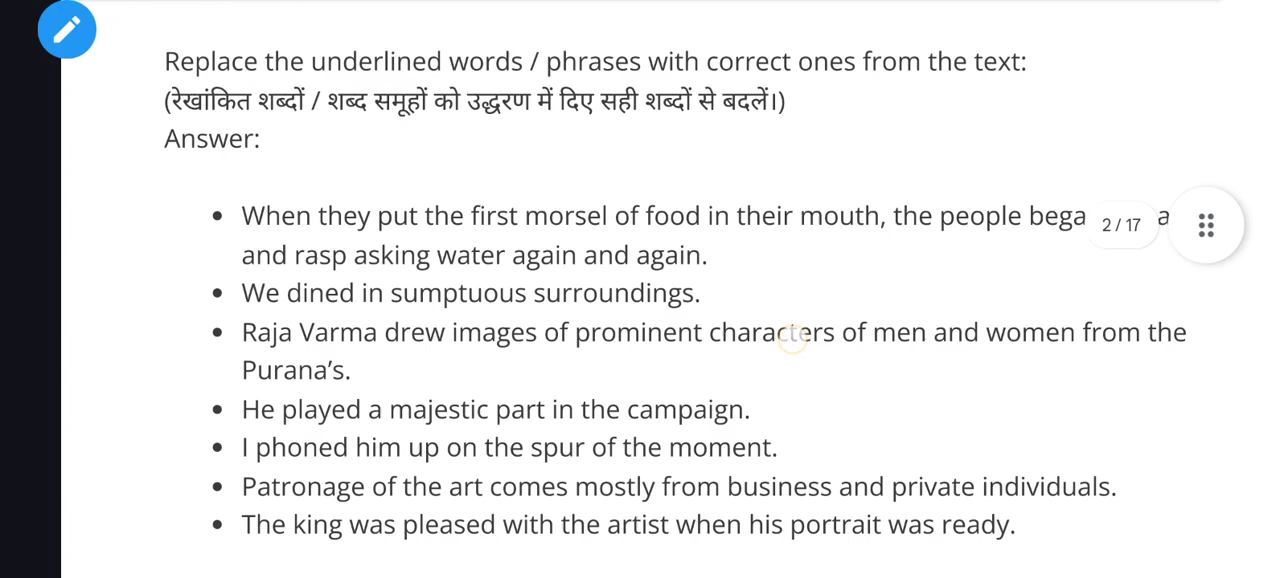 Replace the underlined words / phrases with correct ones from the text:
(रेखांकित शब्दों / शब्द समूहों को उद्धरण में दिए सही शब्दों से बदलें।)
Answer:
• When they put the first morsel of food in their mouth, the people bega
2 / 17
and rasp asking water again and again.
• We dined in sumptuous surroundings.
• Raja Varma drew images of prominent characters of men and women from the
Purana’s.
• He played a majestic part in the campaign.
• I phoned him up on the spur of the moment.
• Patronage of the art comes mostly from business and private individuals.
• The king was pleased with the artist when his portrait was ready.